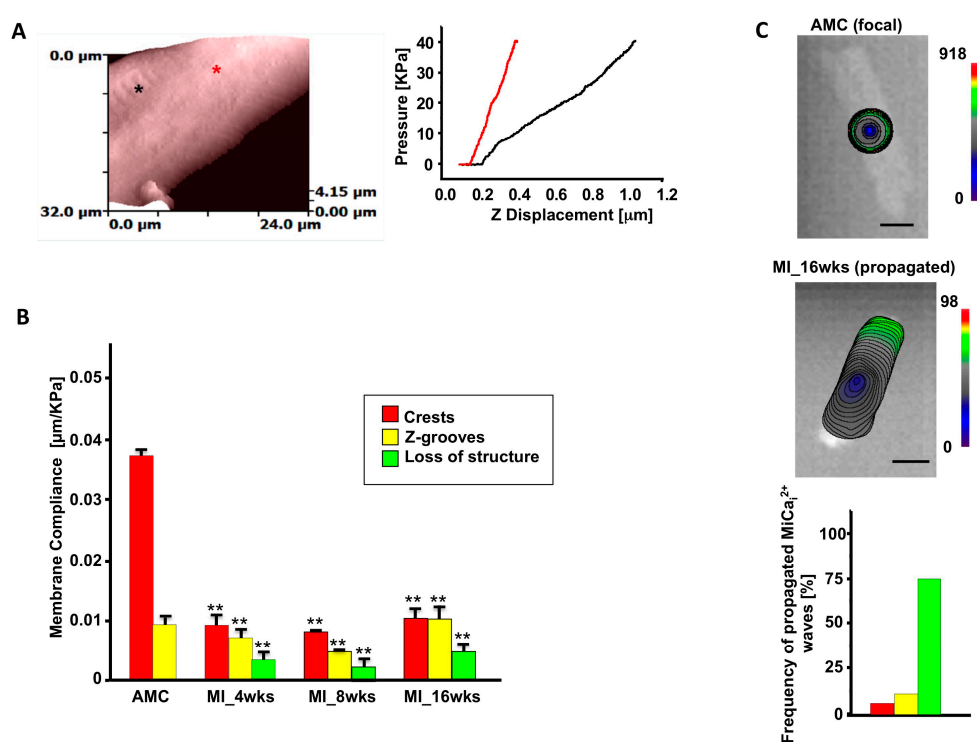 A
0.0 µm
*
*
4.15 µm
32.0 µm
0.00 µm
0.0 µm
24.0 µm
Pressure [KPa]
40
30
20
10
0
0
0.2
0.4
0.6
0.8
1.0
1.2
Z Displacement [µm]
B
Membrane Compliance [µm/KPa]
0.05
0.04
0.03
0.02
0.01
0
Crests
Z-grooves
Loss of structure
** ** **
** ** **
** ** **
AMC
MI_4wks
MI_8wks
MI_16wks
C
AMC (focal)
918
0
MI_16wks (propagated)
98
0
Frequency of propagated MiCaᵢ²⁺
waves [%]
100
75
50
25
0